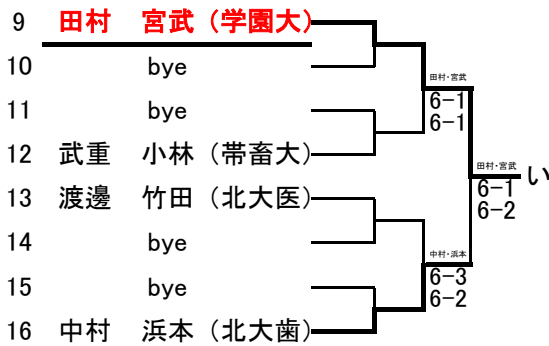 9 田村 宮武（学園大）
10 bye
11 bye
12 武重 小林（帯畜大）
13 渡邊 竹田（北大医）
14 bye
15 bye
16 中村 浜本（北大歯）
田村・宮武
6-1
6-1
中村・浜本
6-3
6-2
田村・宮武
6-1
6-2
い